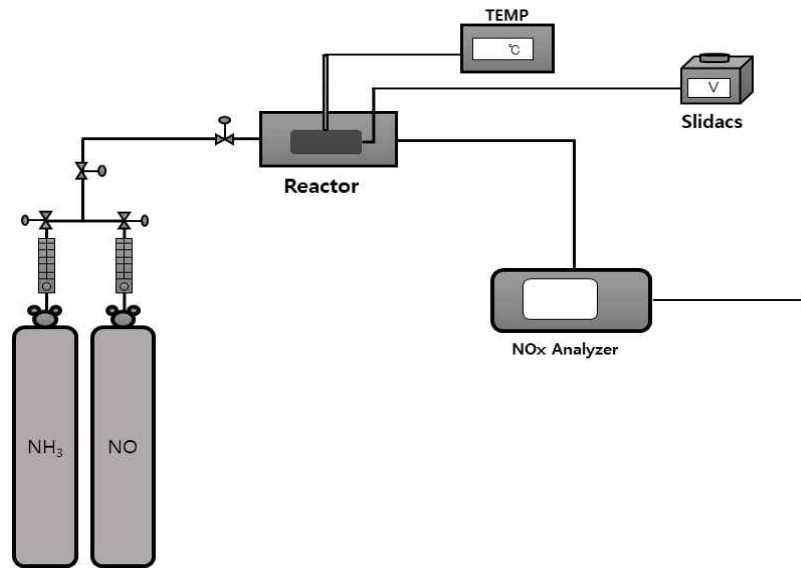 TEMP
℃
V
Slidacs
Reactor
NOx Analyzer
NH₃
NO